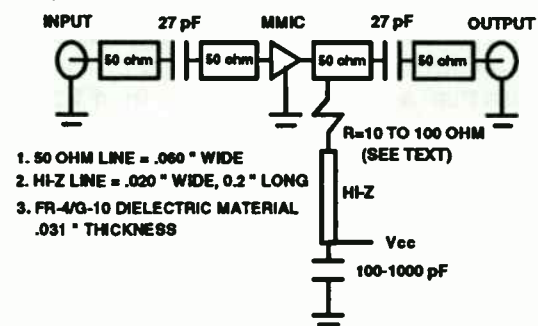 INPUT 27 pF MMIC 27 pF OUTPUT
50 ohm 50 ohm 50 ohm 50 ohm
R=10 TO 100 OHM
(SEE TEXT)
1. 50 OHM LINE = .060 " WIDE
2. HI-Z LINE = .020 " WIDE, 0.2 " LONG
3. FR-4/G-10 DIELECTRIC MATERIAL
.031 " THICKNESS
HI-Z
Vcc
100-1000 pF